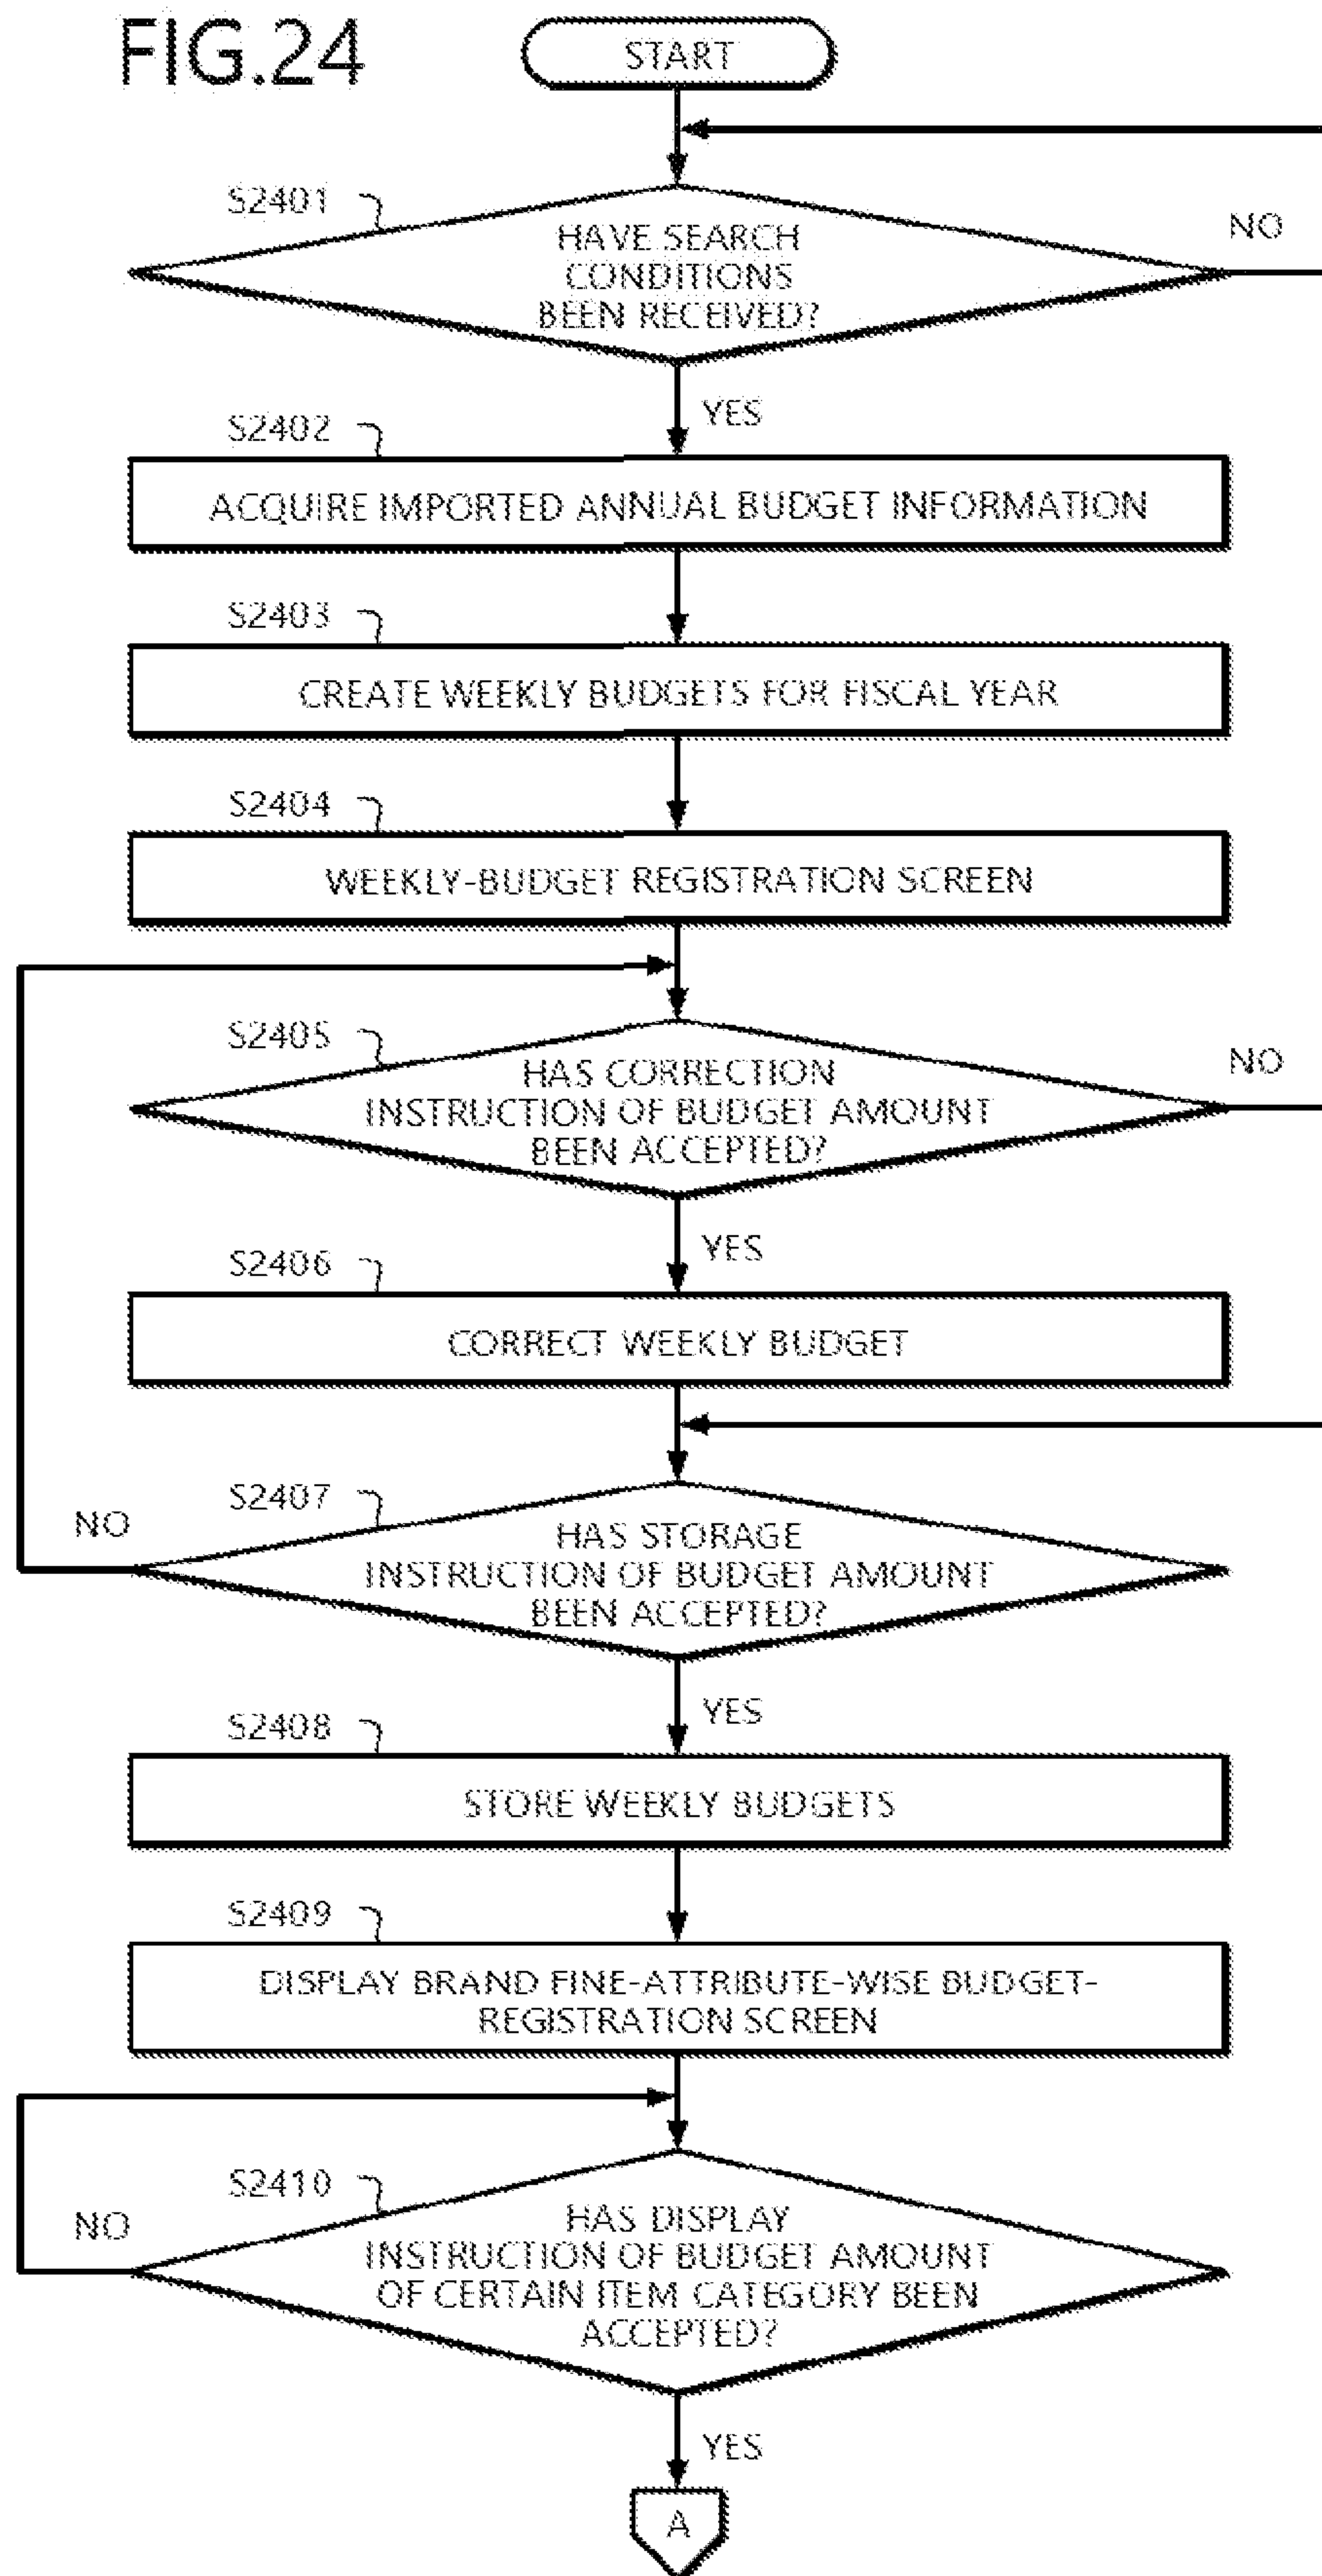 FIG.24
START
S2401
HAVE SEARCH
CONDITIONS
BEEN RECEIVED?
NO
YES
S2402
ACQUIRE IMPORTED ANNUAL BUDGET INFORMATION
S2403
CREATE WEEKLY BUDGETS FOR FISCAL YEAR
S2404
WEEKLY-BUDGET REGISTRATION SCREEN
S2405
HAS CORRECTION
INSTRUCTION OF BUDGET AMOUNT
BEEN ACCEPTED?
NO
YES
S2406
CORRECT WEEKLY BUDGET
S2407
NO
HAS STORAGE
INSTRUCTION OF BUDGET AMOUNT
BEEN ACCEPTED?
YES
S2408
STORE WEEKLY BUDGETS
S2409
DISPLAY BRAND FINE-ATTRIBUTE-WISE BUDGET-
REGISTRATION SCREEN
S2410
NO
HAS DISPLAY
INSTRUCTION OF BUDGET AMOUNT
OF CERTAIN ITEM CATEGORY BEEN
ACCEPTED?
YES
A